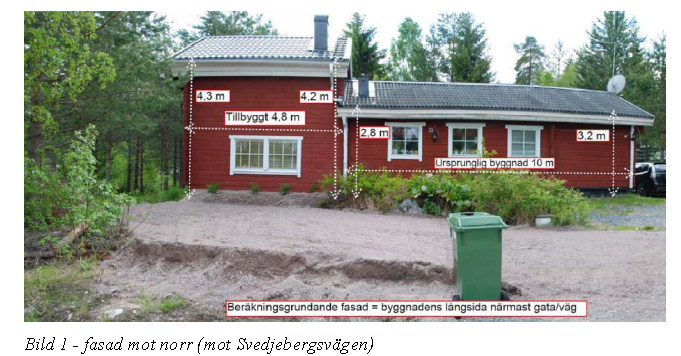 4,3 m
4,2 m
Tillbyggt 4,8 m
2,8 m
3,2 m
Ursprunglig byggnad 10 m
Beräkningsgrundande fasad = byggnadens långsida närmast gata/väg
Bild 1 - fasad mot norr (mot Svedjebergsvägen)